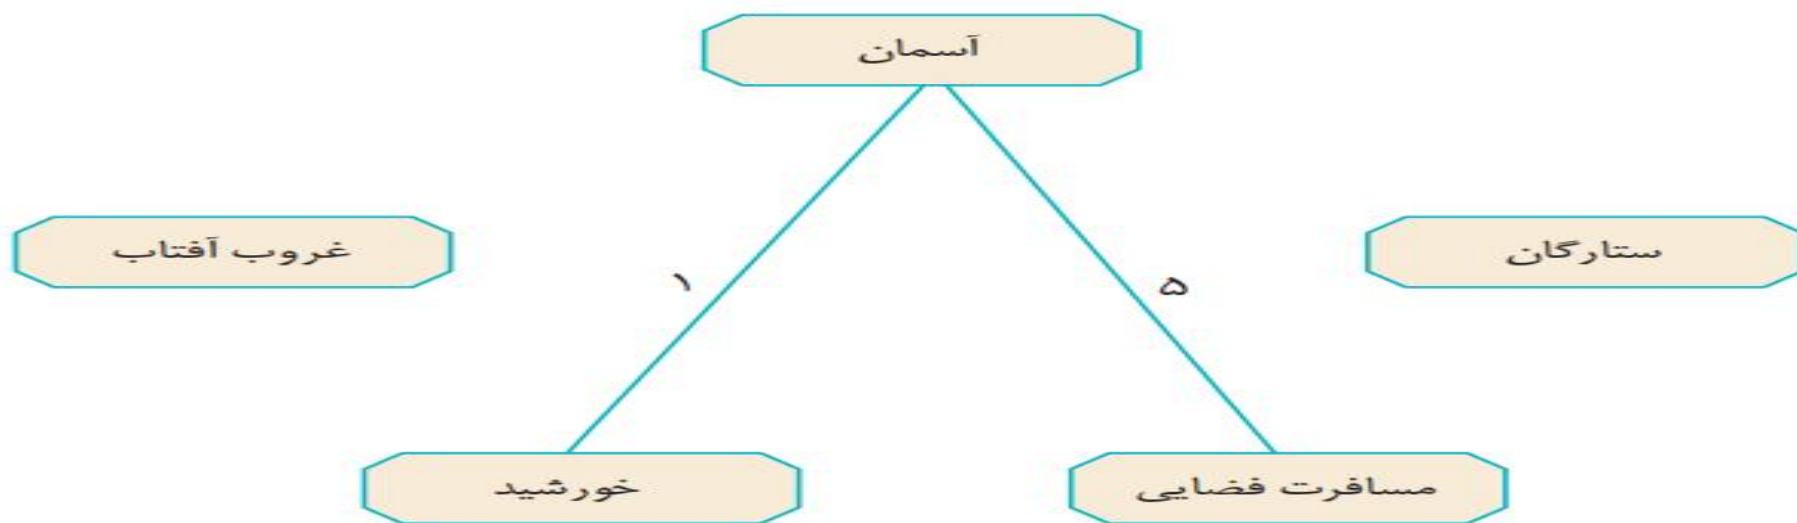 آسمان
ستارگان
غروب آفتاب
۵
۱
مسافرت فضایی
خورشید